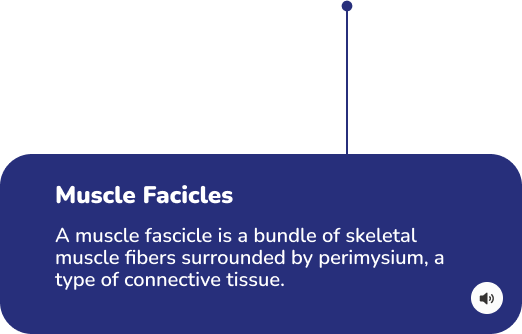 Muscle Facicles
A muscle fascicle is a bundle of skeletal
muscle fibers surrounded by perimysium, a
type of connective tissue.